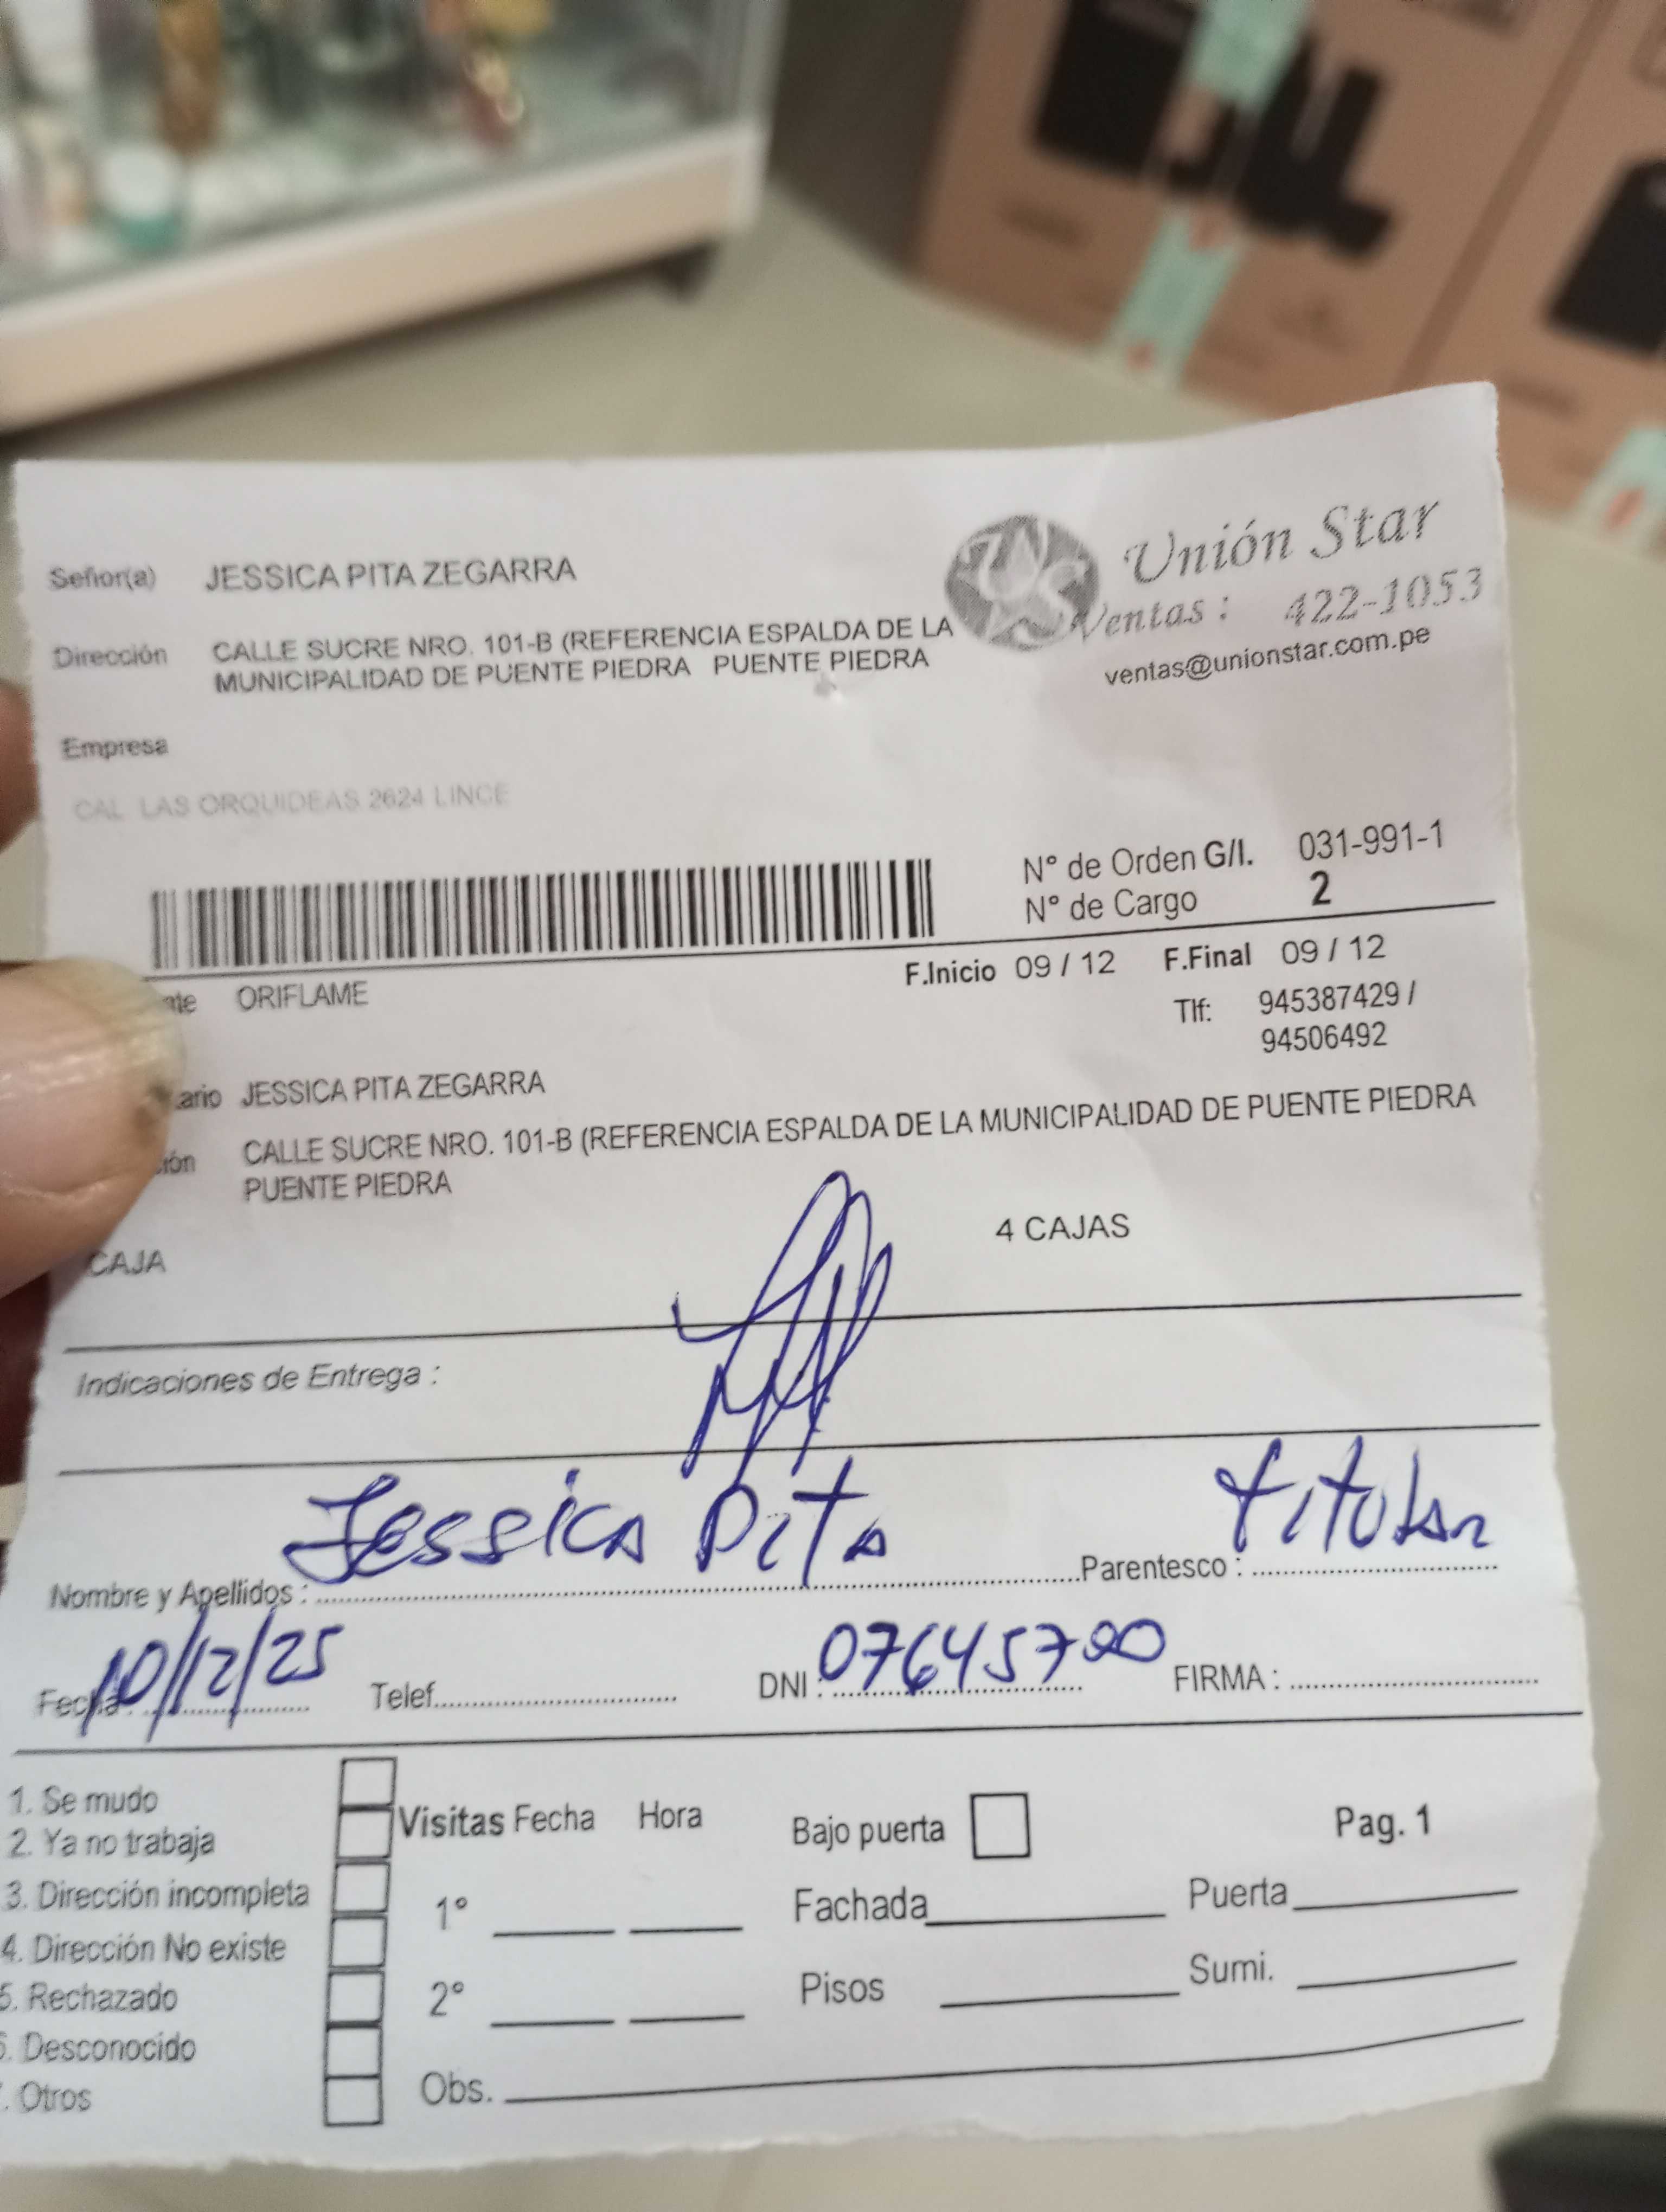 Señor(a) JESSICA PITA ZEGARRA
Unión Star
Ventas : 422-1053
ventas@unionstar.com.pe
Dirección CALLE SUCRE NRO. 101-B (REFERENCIA ESPALDA DE LA
MUNICIPALIDAD DE PUENTE PIEDRA PUENTE PIEDRA
Empresa
CAL. LAS ORQUIDEAS 2624 LINCE
N° de Orden G/I. 031-991-1
N° de Cargo 2
F.Inicio 09 / 12 F.Final 09 / 12
ORIFLAME
Tlf: 945387429 /
94506492
ario JESSICA PITA ZEGARRA
ión CALLE SUCRE NRO. 101-B (REFERENCIA ESPALDA DE LA MUNICIPALIDAD DE PUENTE PIEDRA
PUENTE PIEDRA
CAJA 4 CAJAS
Indicaciones de Entrega :
Nombre y Apellidos : Jessica Pita Parentesco : titular
Fecha : 10/12/25 Telef. DNI : 07645700 FIRMA :
1. Se mudo
2. Ya no trabaja
3. Dirección incompleta
4. Dirección No existe
5. Rechazado
6. Desconocido
. Otros
Visitas Fecha Hora
1°
2°
Obs.
Bajo puerta Pag. 1
Fachada Puerta
Pisos Sumi.